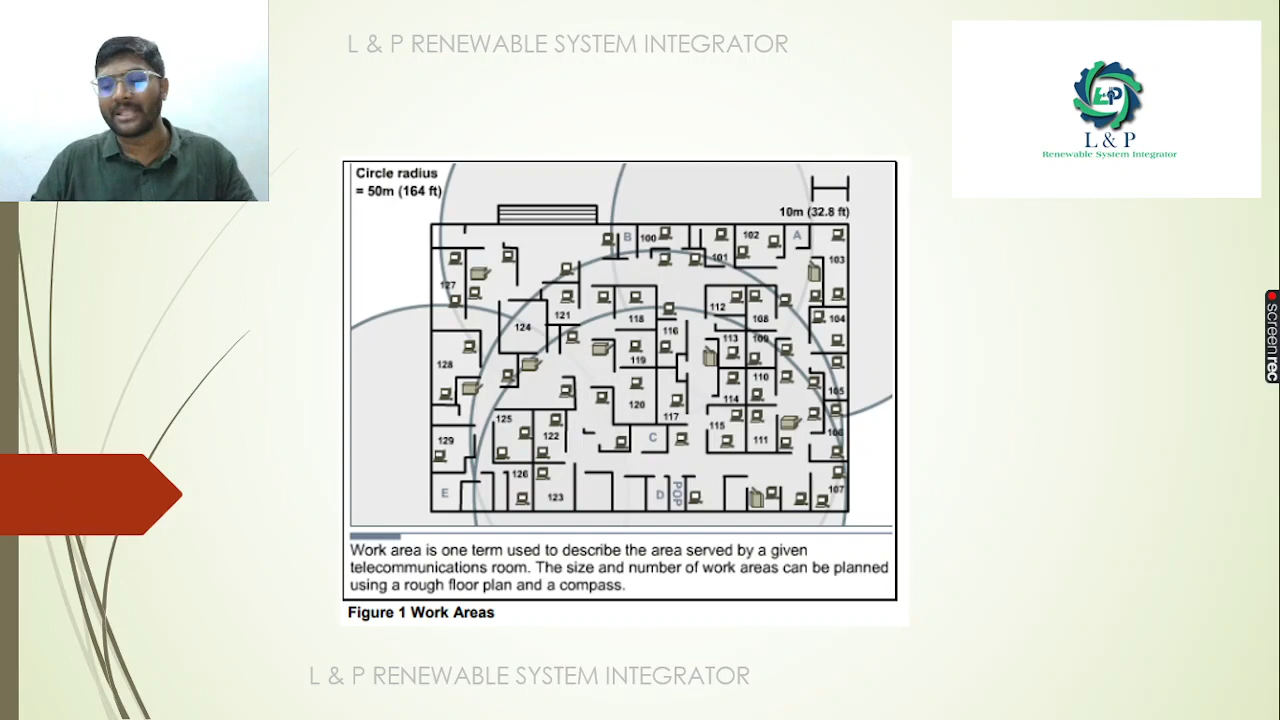 L & P RENEWABLE SYSTEM INTEGRATOR
L & P
L & P
Renewable System Integrator
Circle radius
= 50m (164 ft)
10m (32.8 ft)
B
100
101
102
A
103
127
121
124
118
116
112
108
104
113
109
119
128
110
105
120
114
117
125
122
115
111
106
129
C
126
E
123
D
POP
107
Work area is one term used to describe the area served by a given
telecommunications room. The size and number of work areas can be planned
using a rough floor plan and a compass.
Figure 1 Work Areas
L & P RENEWABLE SYSTEM INTEGRATOR
screenrec